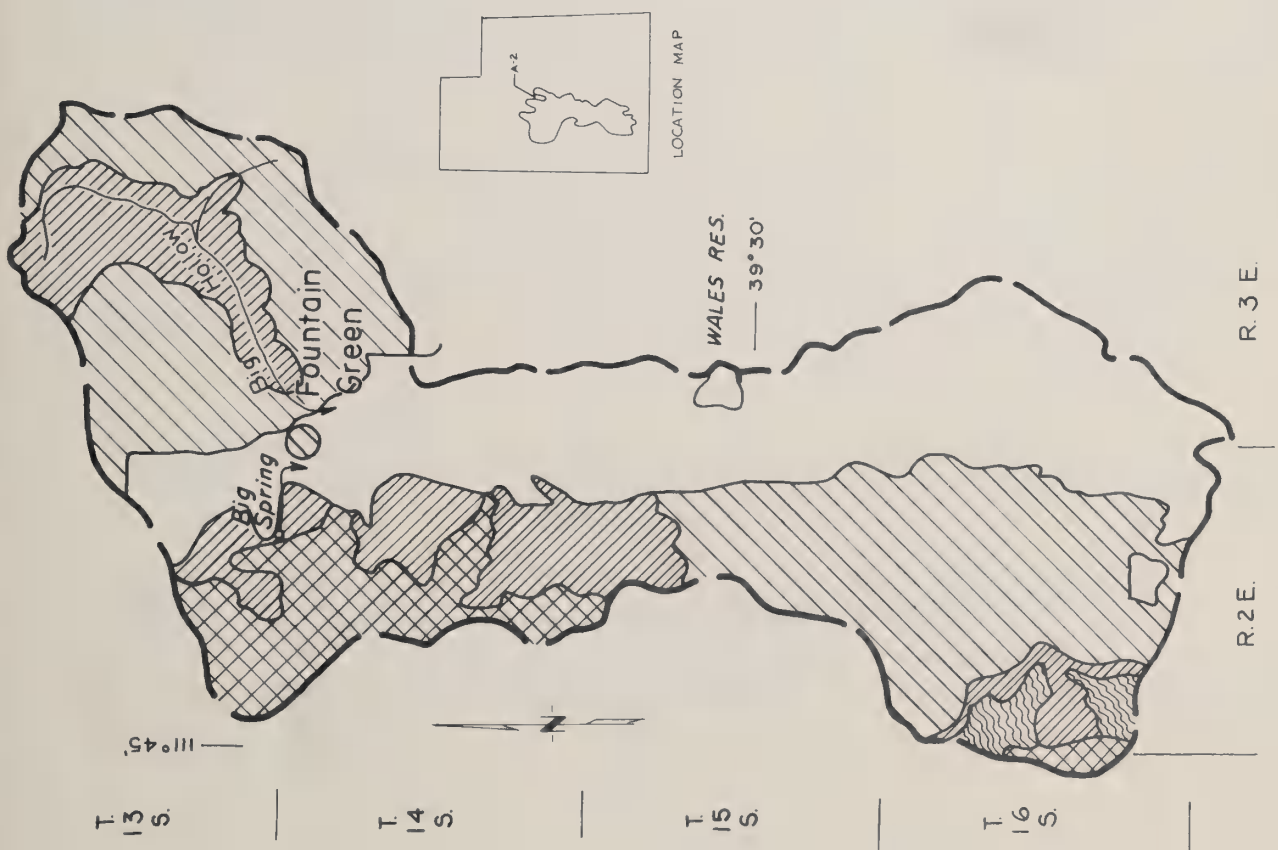 T.
13
S.
T.
14
S.
T.
15
S.
T.
16
S.
111° 45'
Big Hollow
Fountain
Green
Big
Spring
A-2
LOCATION MAP
WALES RES.
39° 30'
N
R. 2 E.
R. 3 E.